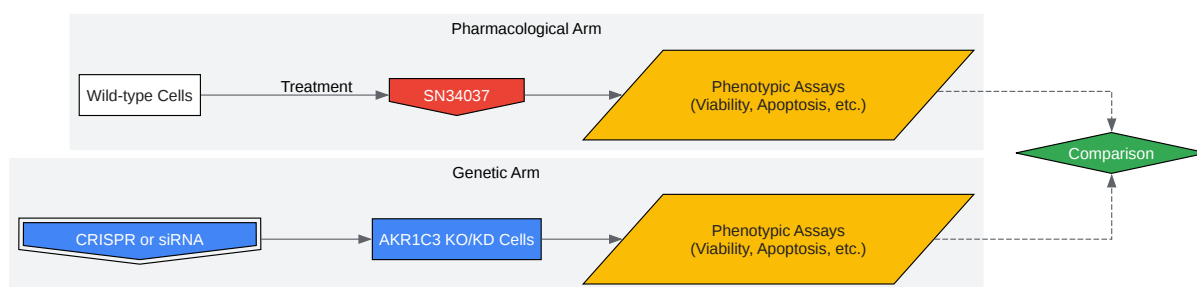 Pharmacological Arm
Wild-type Cells
Treatment
SN34037
Phenotypic Assays
(Viability, Apoptosis, etc.)
Comparison
Genetic Arm
CRISPR or siRNA
AKR1C3 KO/KD Cells
Phenotypic Assays
(Viability, Apoptosis, etc.)